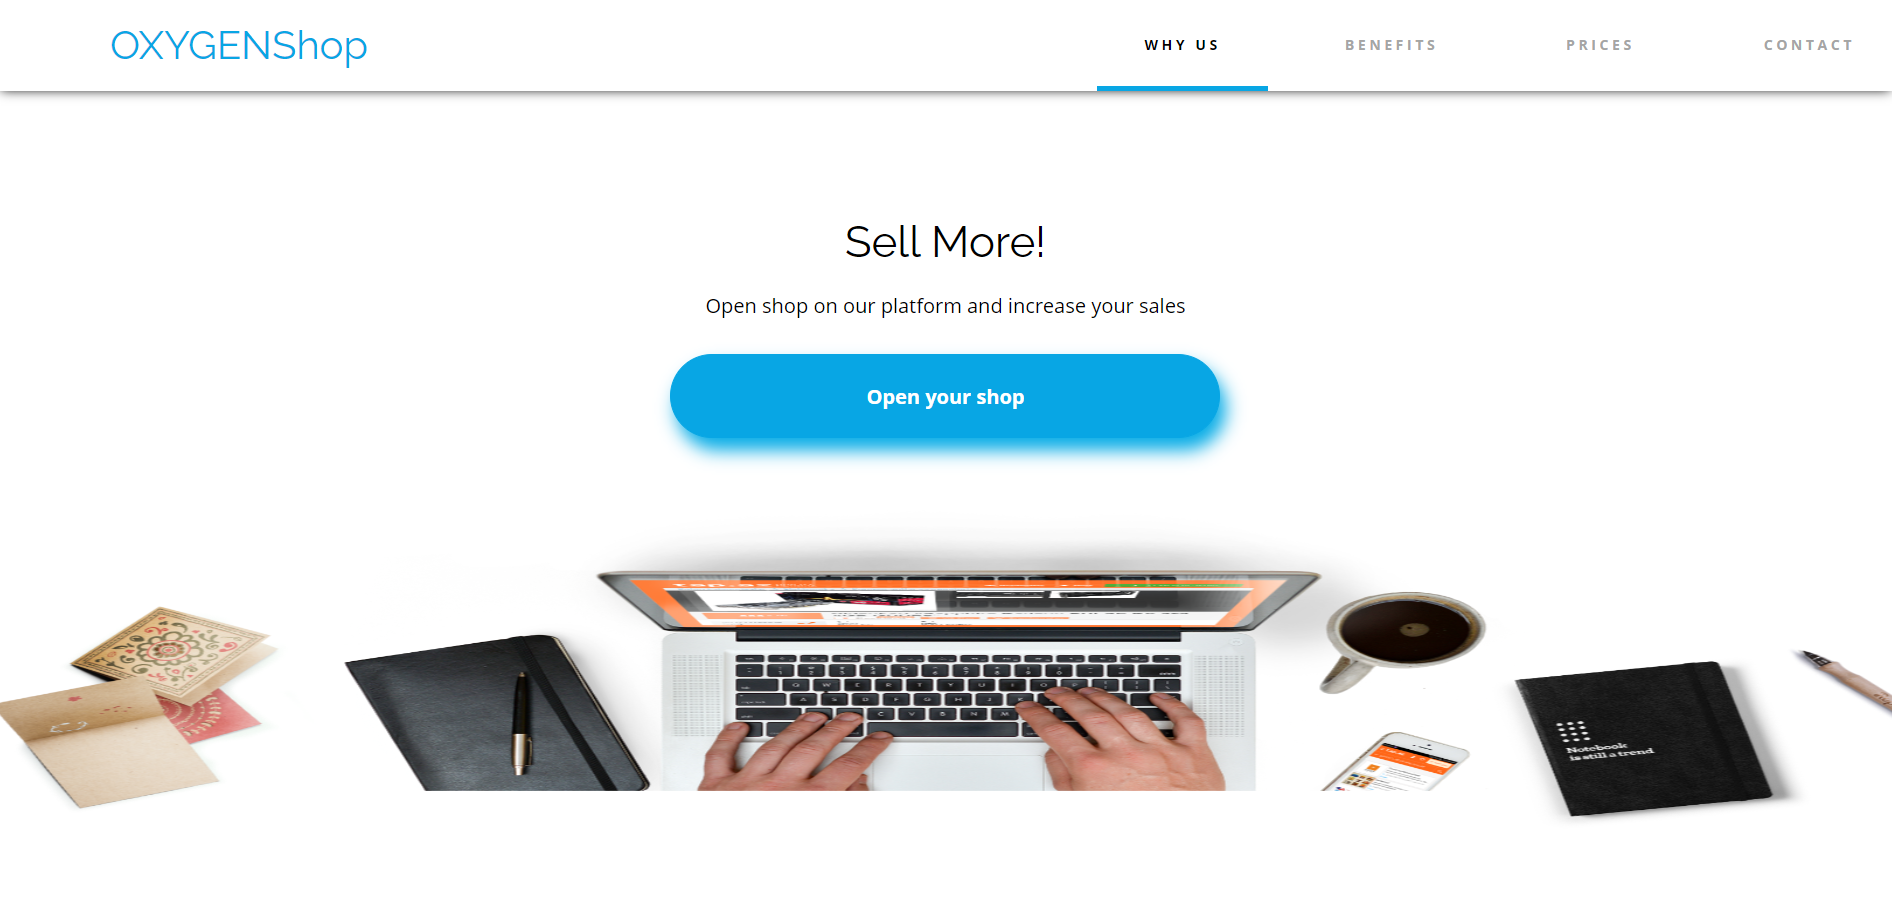 OXYGENShop
WHY US
BENEFITS
PRICES
CONTACT
Sell More!
Open shop on our platform and increase your sales
Open your shop
Notebook
is still a trend